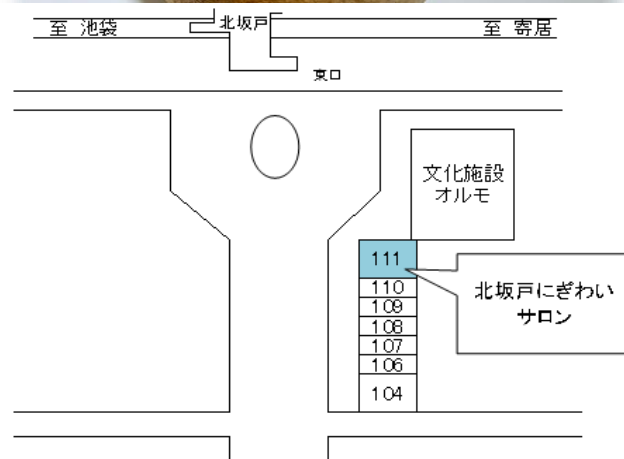 至 池袋
北坂戸
至 寄居
東口
文化施設
オルモ
111
110
109
108
107
106
104
北坂戸にぎわい
サロン